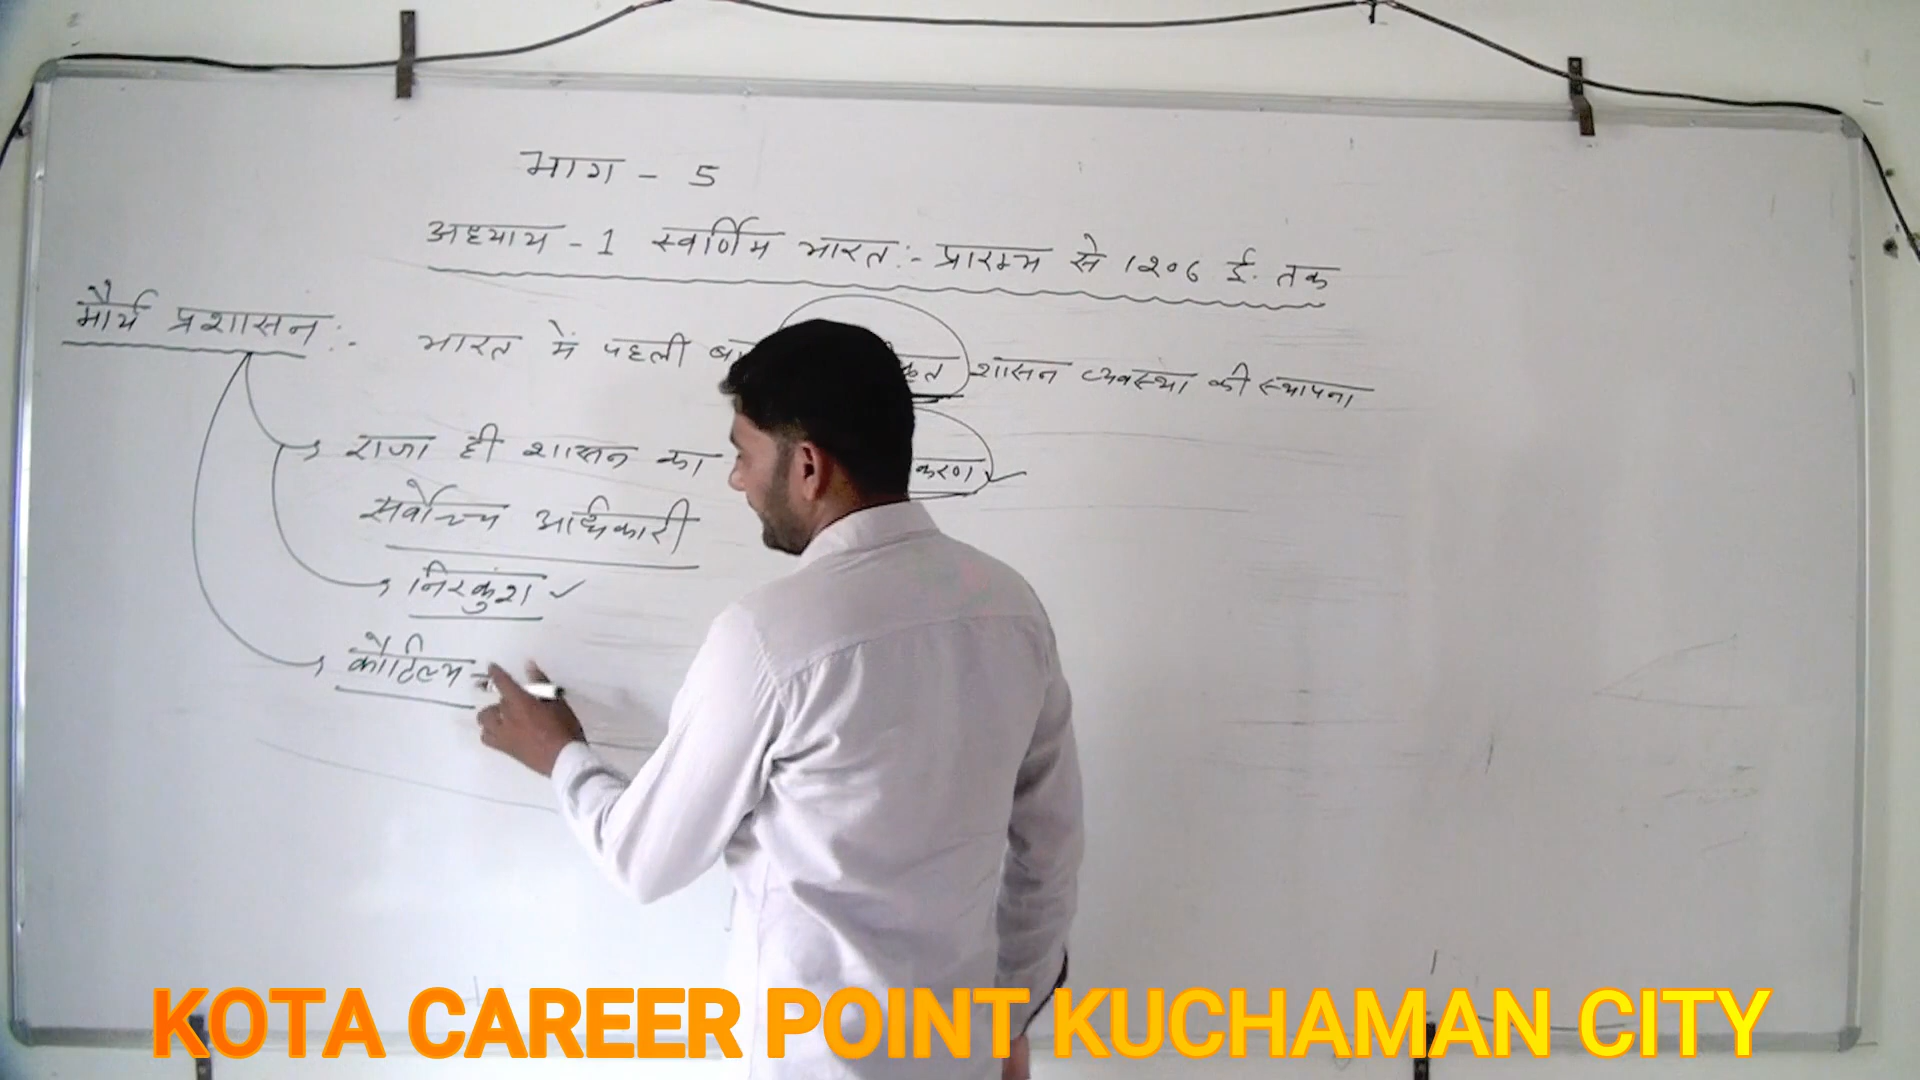 भाग - 5
अध्याय - 1 स्वर्णिम भारत :- प्रारम्भ से 1206 ई. तक
मौर्य प्रशासन :- भारत में पहली शासन व्यवस्था की स्थापना
राजा ही शासन का
सर्वोच्च अधिकारी
निरकुंश ✓
कौटिल्य
KOTA CAREER POINT KUCHAMAN CITY